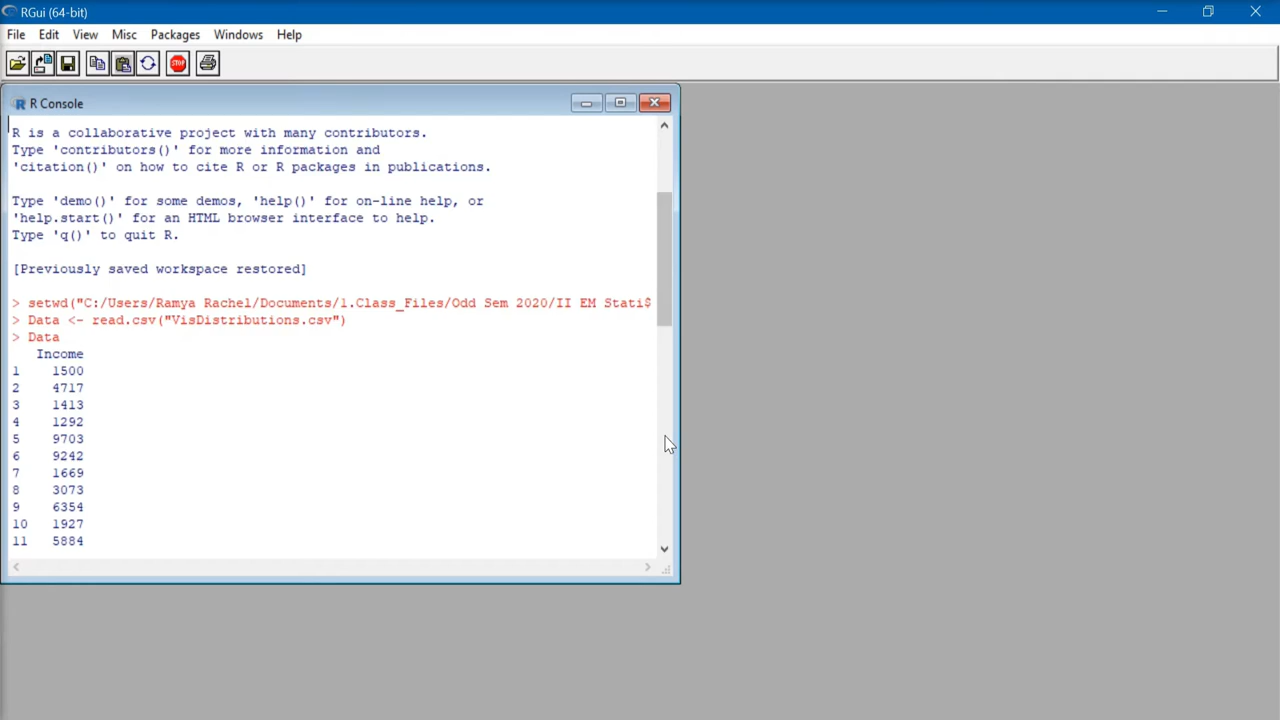 RGui (64-bit)
File Edit View Misc Packages Windows Help
STOP
R Console
R is a collaborative project with many contributors.
Type 'contributors()' for more information and
'citation()' on how to cite R or R packages in publications.
Type 'demo()' for some demos, 'help()' for on-line help, or
'help.start()' for an HTML browser interface to help.
Type 'q()' to quit R.
[Previously saved workspace restored]
> setwd("C:/Users/Ramya Rachel/Documents/1.Class_Files/Odd Sem 2020/II EM Stati$
> Data <- read.csv("VisDistributions.csv")
> Data
Income
1 1500
2 4717
3 1413
4 1292
5 9703
6 9242
7 1669
8 3073
9 6354
10 1927
11 5884